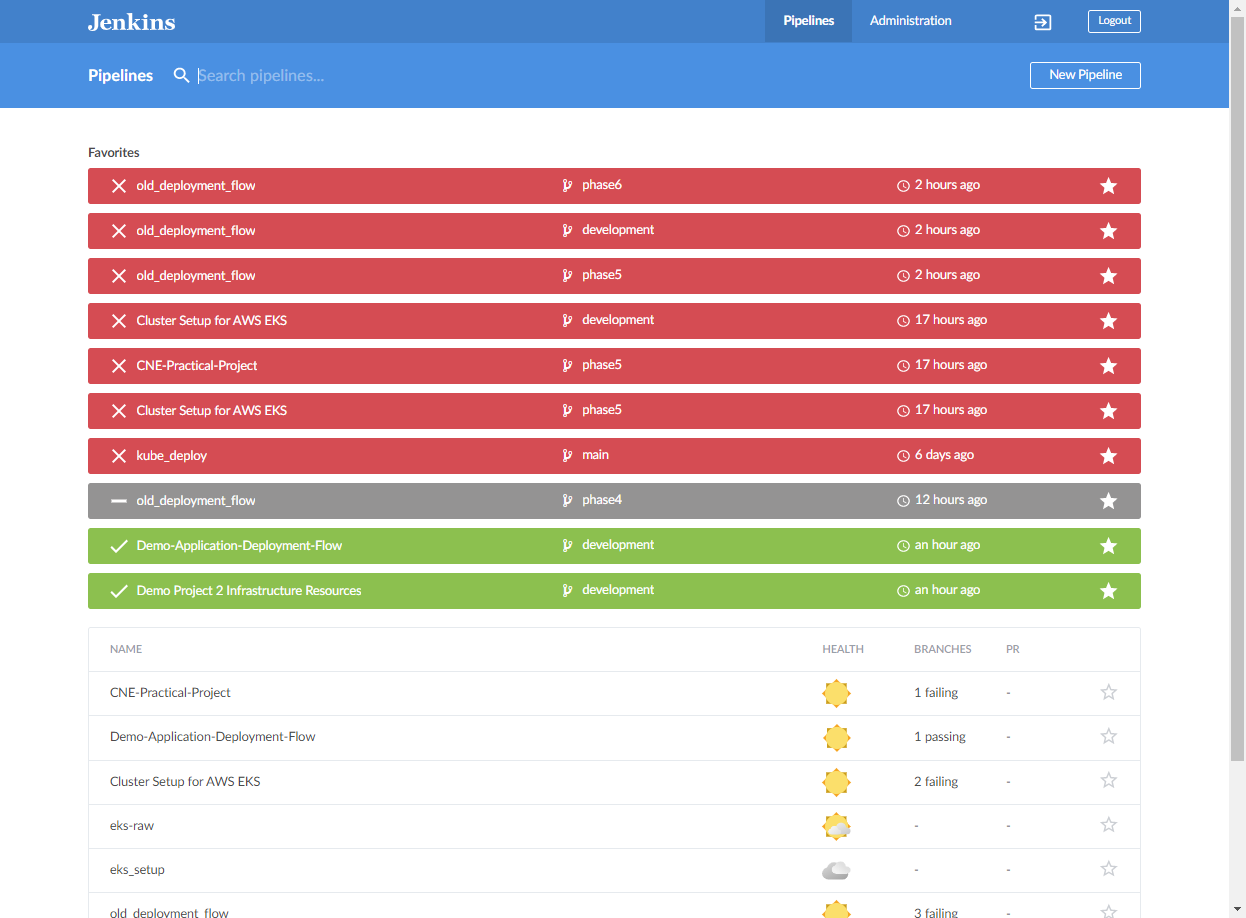 Jenkins Pipelines Administration Logout
Pipelines Search pipelines... New Pipeline
Favorites
old_deployment_flow phase6 2 hours ago
old_deployment_flow development 2 hours ago
old_deployment_flow phase5 2 hours ago
Cluster Setup for AWS EKS development 17 hours ago
CNE-Practical-Project phase5 17 hours ago
Cluster Setup for AWS EKS phase5 17 hours ago
kube_deploy main 6 days ago
old_deployment_flow phase4 12 hours ago
Demo-Application-Deployment-Flow development an hour ago
Demo Project 2 Infrastructure Resources development an hour ago
NAME HEALTH BRANCHES PR
CNE-Practical-Project 1 failing -
Demo-Application-Deployment-Flow 1 passing -
Cluster Setup for AWS EKS 2 failing -
eks-raw - -
eks_setup - -
old_deployment_flow 3 failing -